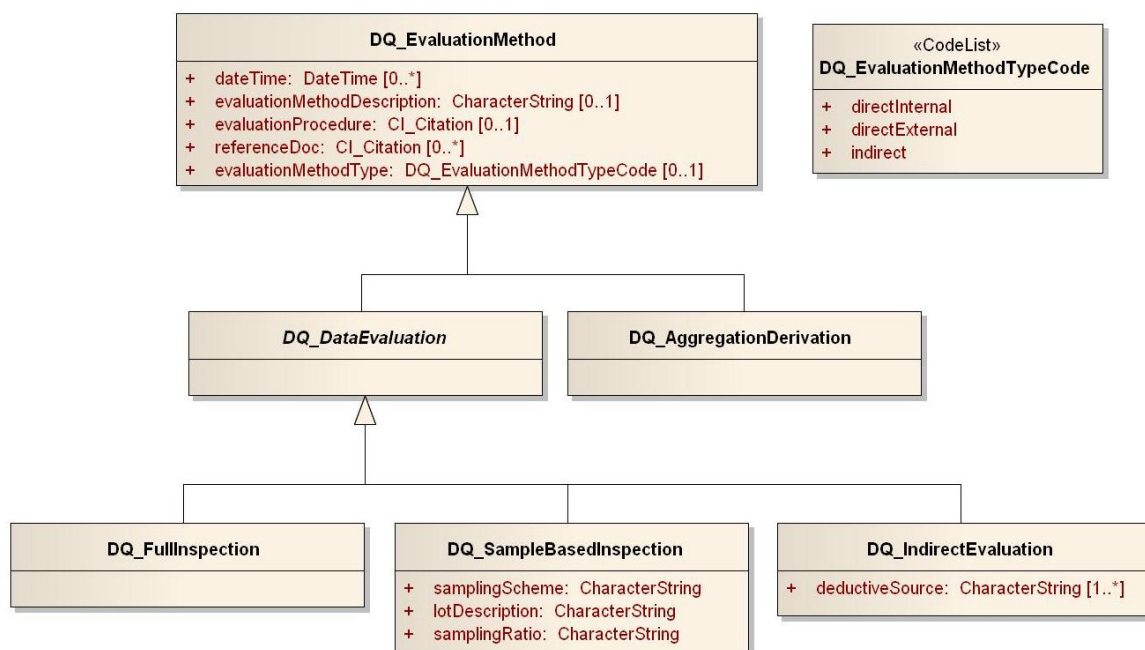 DQ_EvaluationMethod
+ dateTime: DateTime [0..*]
+ evaluationMethodDescription: CharacterString [0..1]
+ evaluationProcedure: CI_Citation [0..1]
+ referenceDoc: CI_Citation [0..*]
+ evaluationMethodType: DQ_EvaluationMethodTypeCode [0..1]
«CodeList»
DQ_EvaluationMethodTypeCode
+ directInternal
+ directExternal
+ indirect
DQ_DataEvaluation
DQ_AggregationDerivation
DQ_FullInspection
DQ_SampleBasedInspection
+ samplingScheme: CharacterString
+ lotDescription: CharacterString
+ samplingRatio: CharacterString
DQ_IndirectEvaluation
+ deductiveSource: CharacterString [1..*]